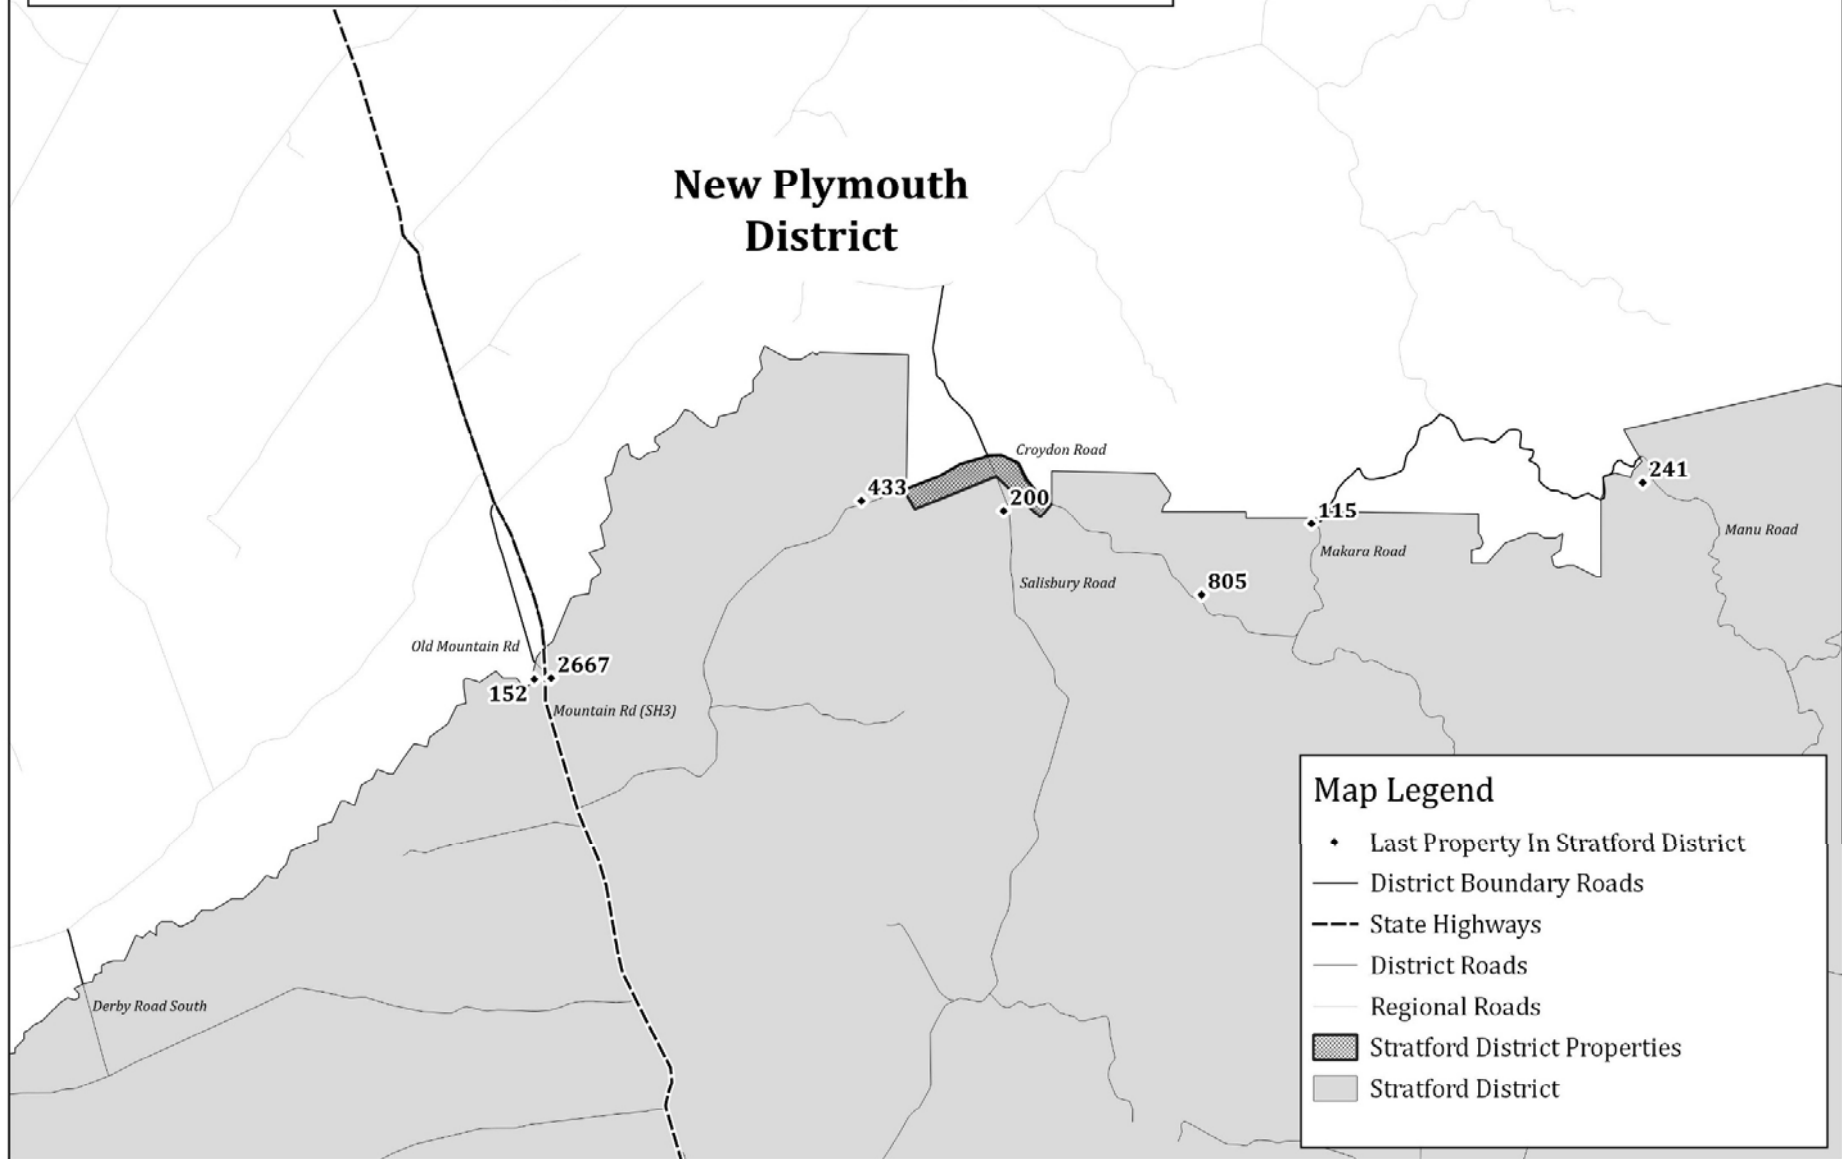 New Plymouth
District
Croydon Road
433
200
241
115
Manu Road
Makara Road
Salisbury Road
805
Old Mountain Rd
2667
152
Mountain Rd (SH3)
Derby Road South
Map Legend
Last Property In Stratford District
District Boundary Roads
State Highways
District Roads
Regional Roads
Stratford District Properties
Stratford District